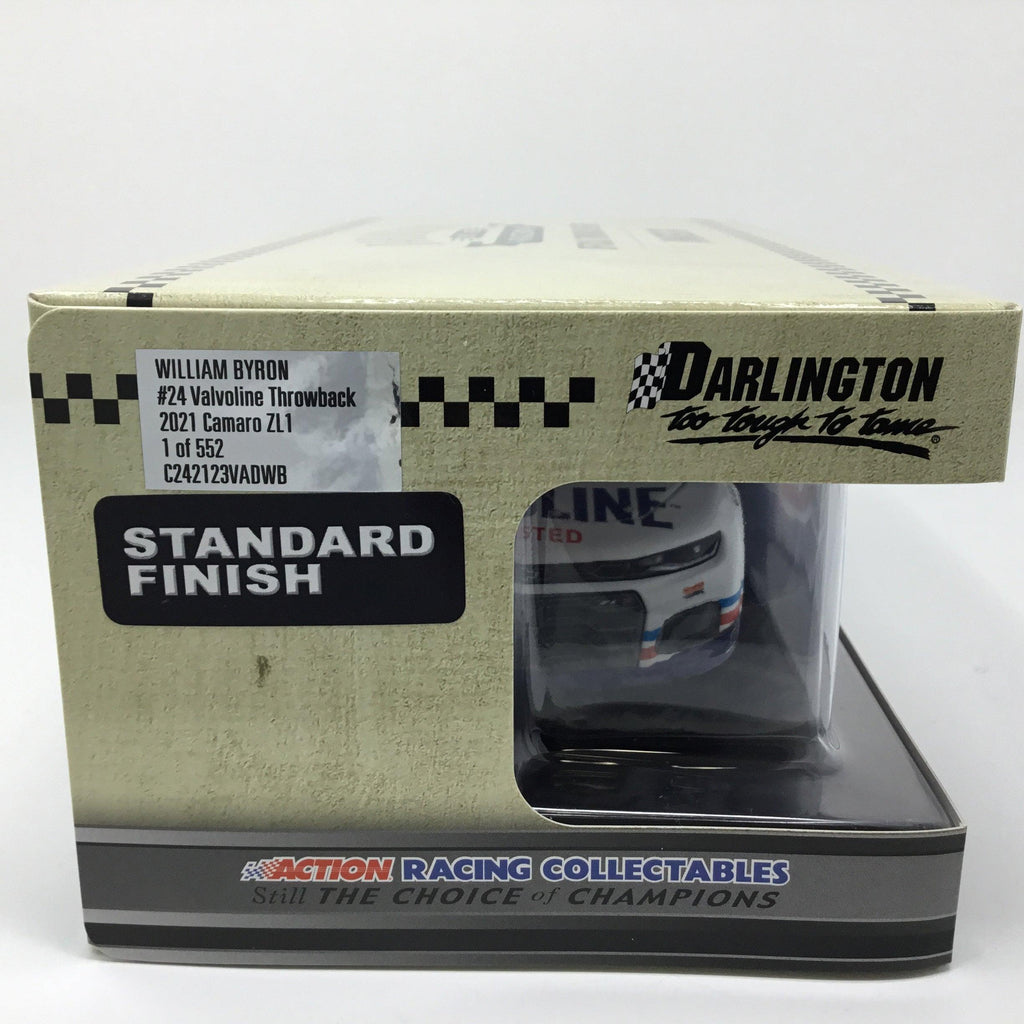 WILLIAM BYRON
#24 Valvoline Throwback
2021 Camaro ZL1
1 of 552
C242123VADWB
DARLINGTON
too tough to tame®
STANDARD
FINISH
LINE™
STED
ACTION RACING COLLECTABLES
Still THE CHOICE of CHAMPIONS